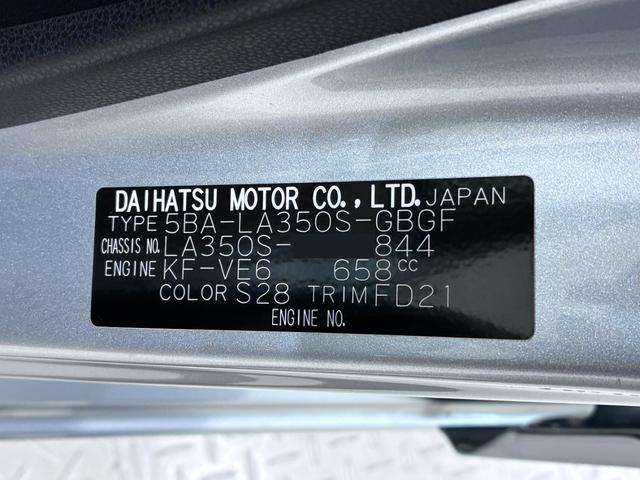 DAIHATSU MOTOR CO., LTD. JAPAN
TYPE 5BA-LA350S-GBGF
CHASSIS NO. LA350S- 844
ENGINE KF-VE6 658cc
COLOR S28 TRIM FD21
ENGINE NO.